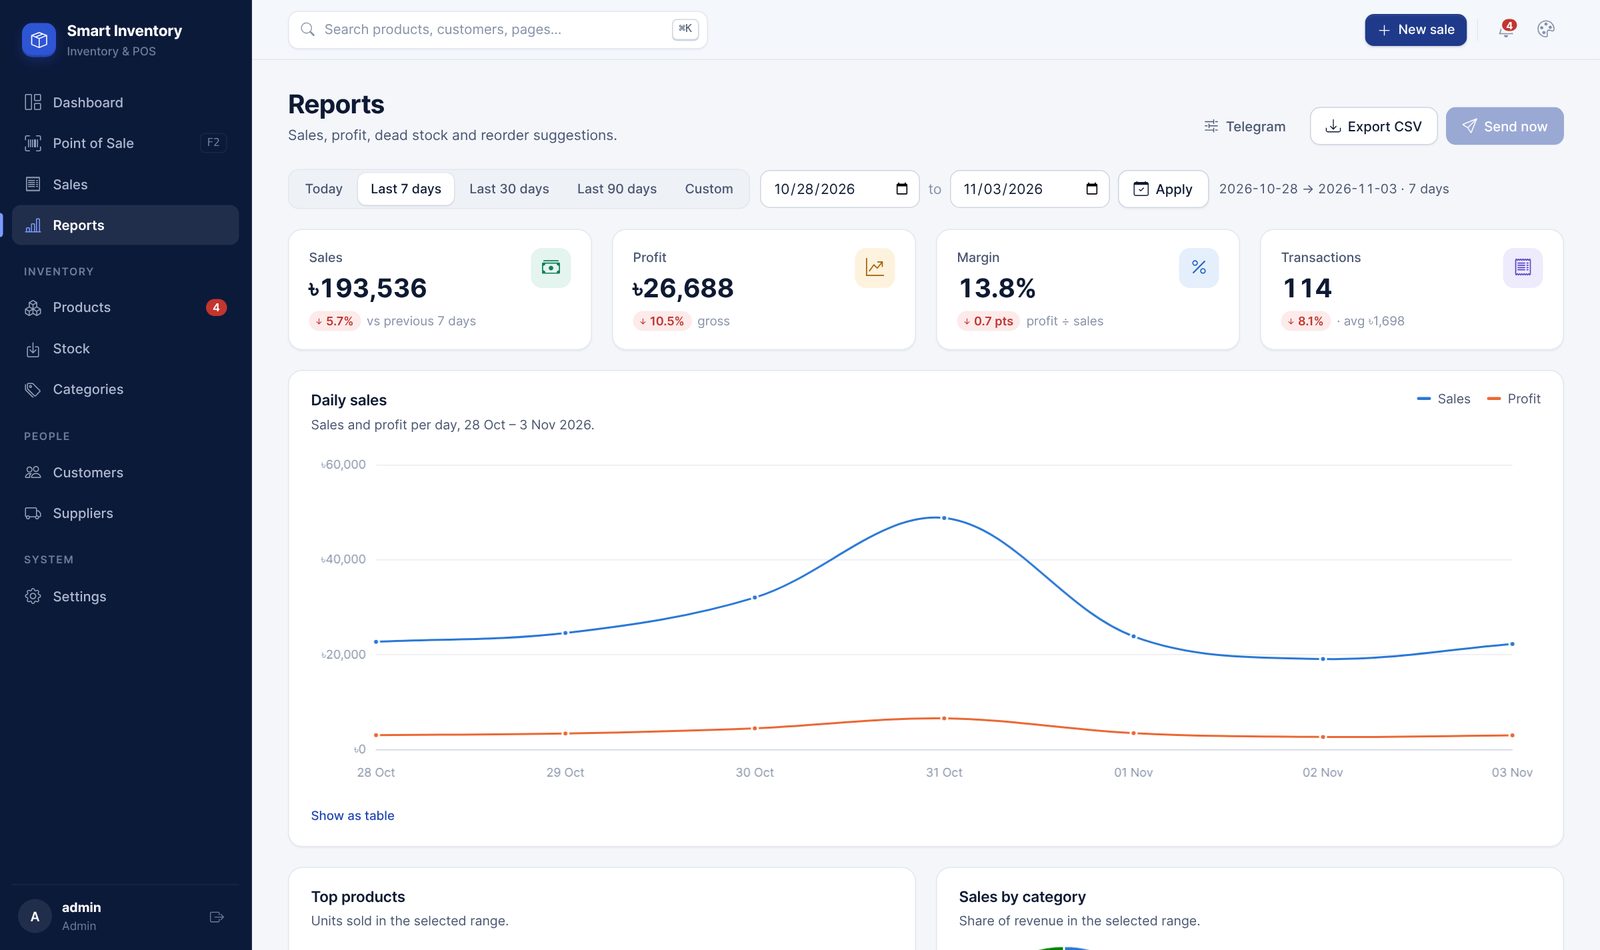 Smart Inventory
Inventory & POS
Dashboard
Point of Sale F2
Sales
Reports
INVENTORY
Products 4
Stock
Categories
PEOPLE
Customers
Suppliers
SYSTEM
Settings
A admin
Admin
Search products, customers, pages... ⌘K
+ New sale
4
Reports
Sales, profit, dead stock and reorder suggestions.
Telegram Export CSV Send now
Today Last 7 days Last 30 days Last 90 days Custom 10/28/2026 to 11/03/2026 Apply 2026-10-28 → 2026-11-03 · 7 days
Sales
৳193,536
↓ 5.7% vs previous 7 days
Profit
৳26,688
↓ 10.5% gross
Margin
13.8%
↓ 0.7 pts profit ÷ sales
Transactions
114
↓ 8.1% · avg ৳1,698
Daily sales
Sales and profit per day, 28 Oct – 3 Nov 2026.
Sales Profit
৳60,000
৳40,000
৳20,000
৳0
28 Oct 29 Oct 30 Oct 31 Oct 01 Nov 02 Nov 03 Nov
Show as table
Top products
Units sold in the selected range.
Sales by category
Share of revenue in the selected range.